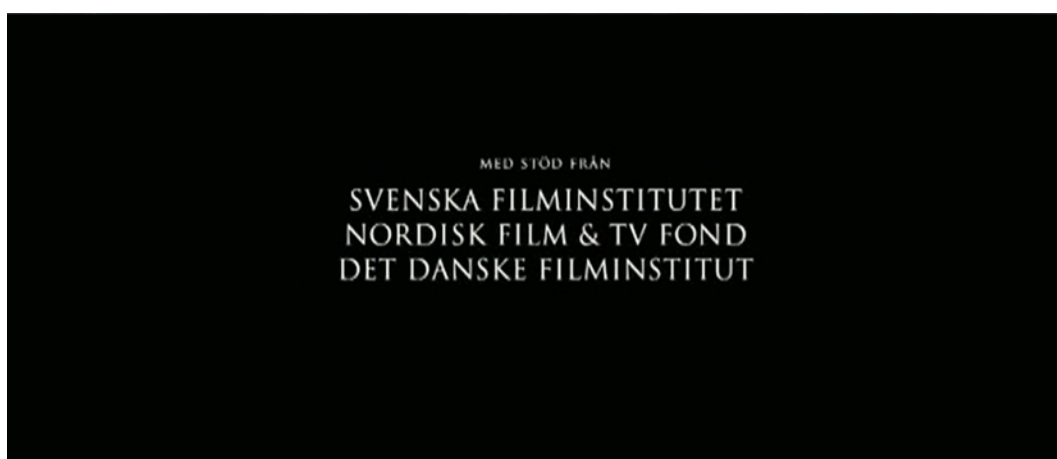 MED STÖD FRÅN
SVENSKA FILMINSTITUTET
NORDISK FILM & TV FOND
DET DANSKE FILMINSTITUT